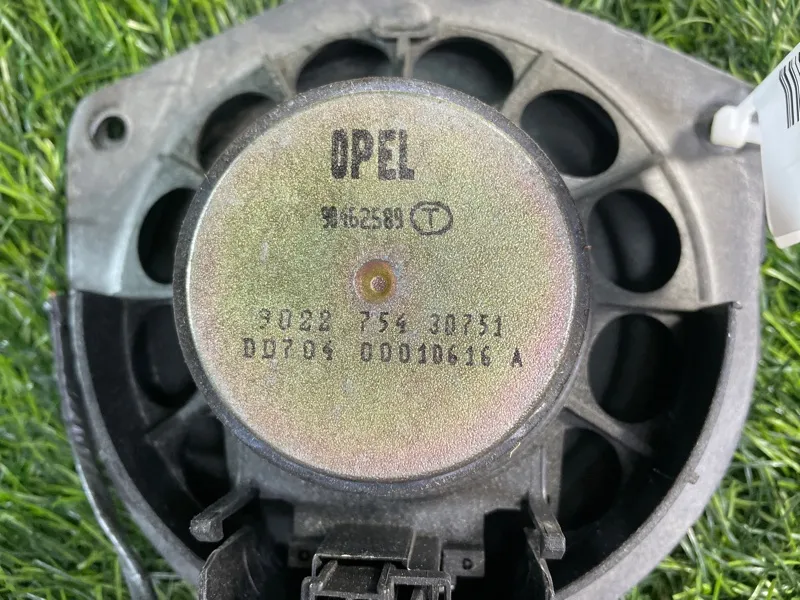 OPEL
90462589 T
9022 754 30751
DD704 00010616 A
D